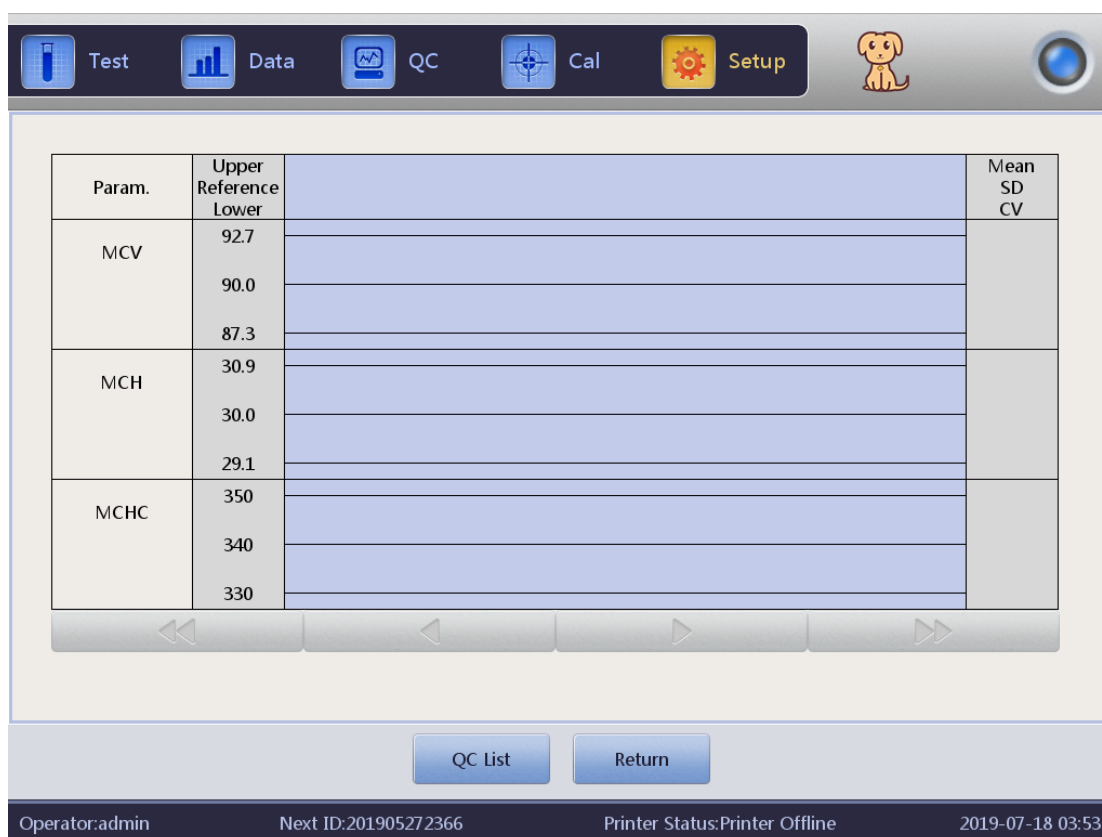 Test Data QC Cal Setup
Param.
Upper
Reference
Lower
Mean
SD
CV
MCV
92.7
90.0
87.3
MCH
30.9
30.0
29.1
MCHC
350
340
330
QC List Return
Operator:admin Next ID:201905272366 Printer Status:Printer Offline 2019-07-18 03:53